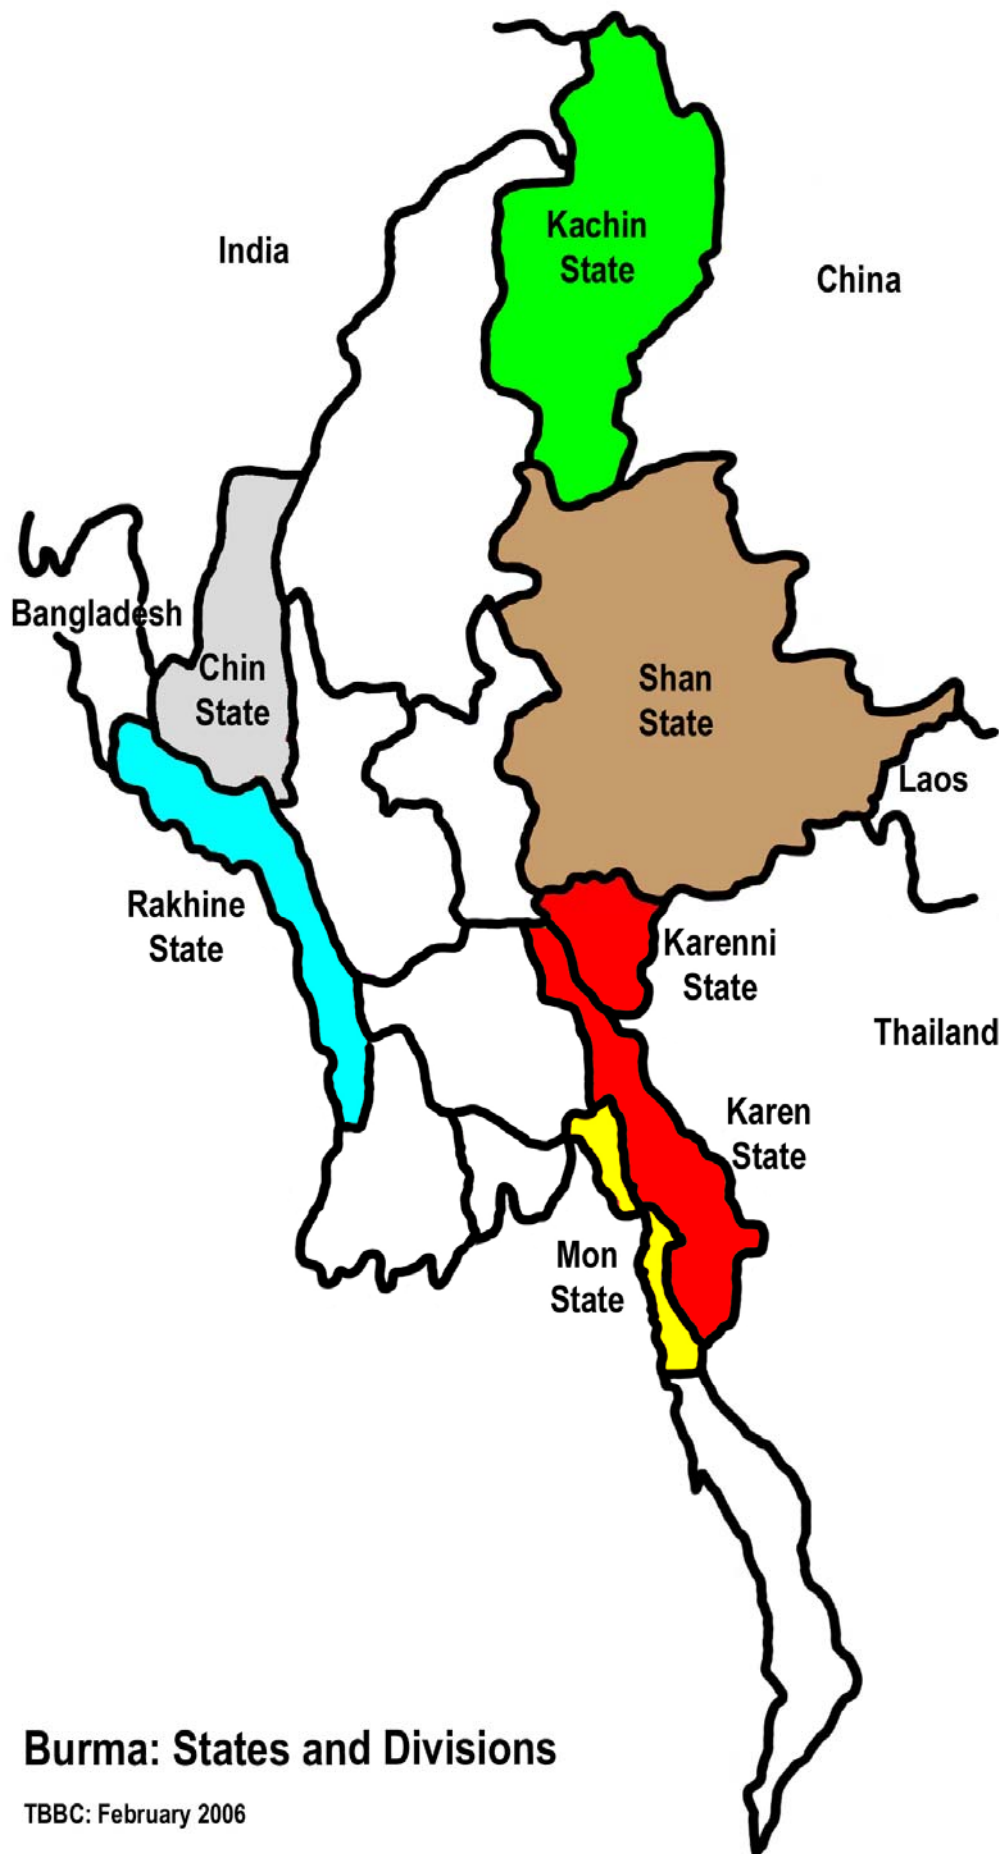 Kachin
State
India
China
Bangladesh
Chin
State
Shan
State
Laos
Rakhine
State
Karenni
State
Thailand
Karen
State
Mon
State
Burma: States and Divisions
TBBC: February 2006